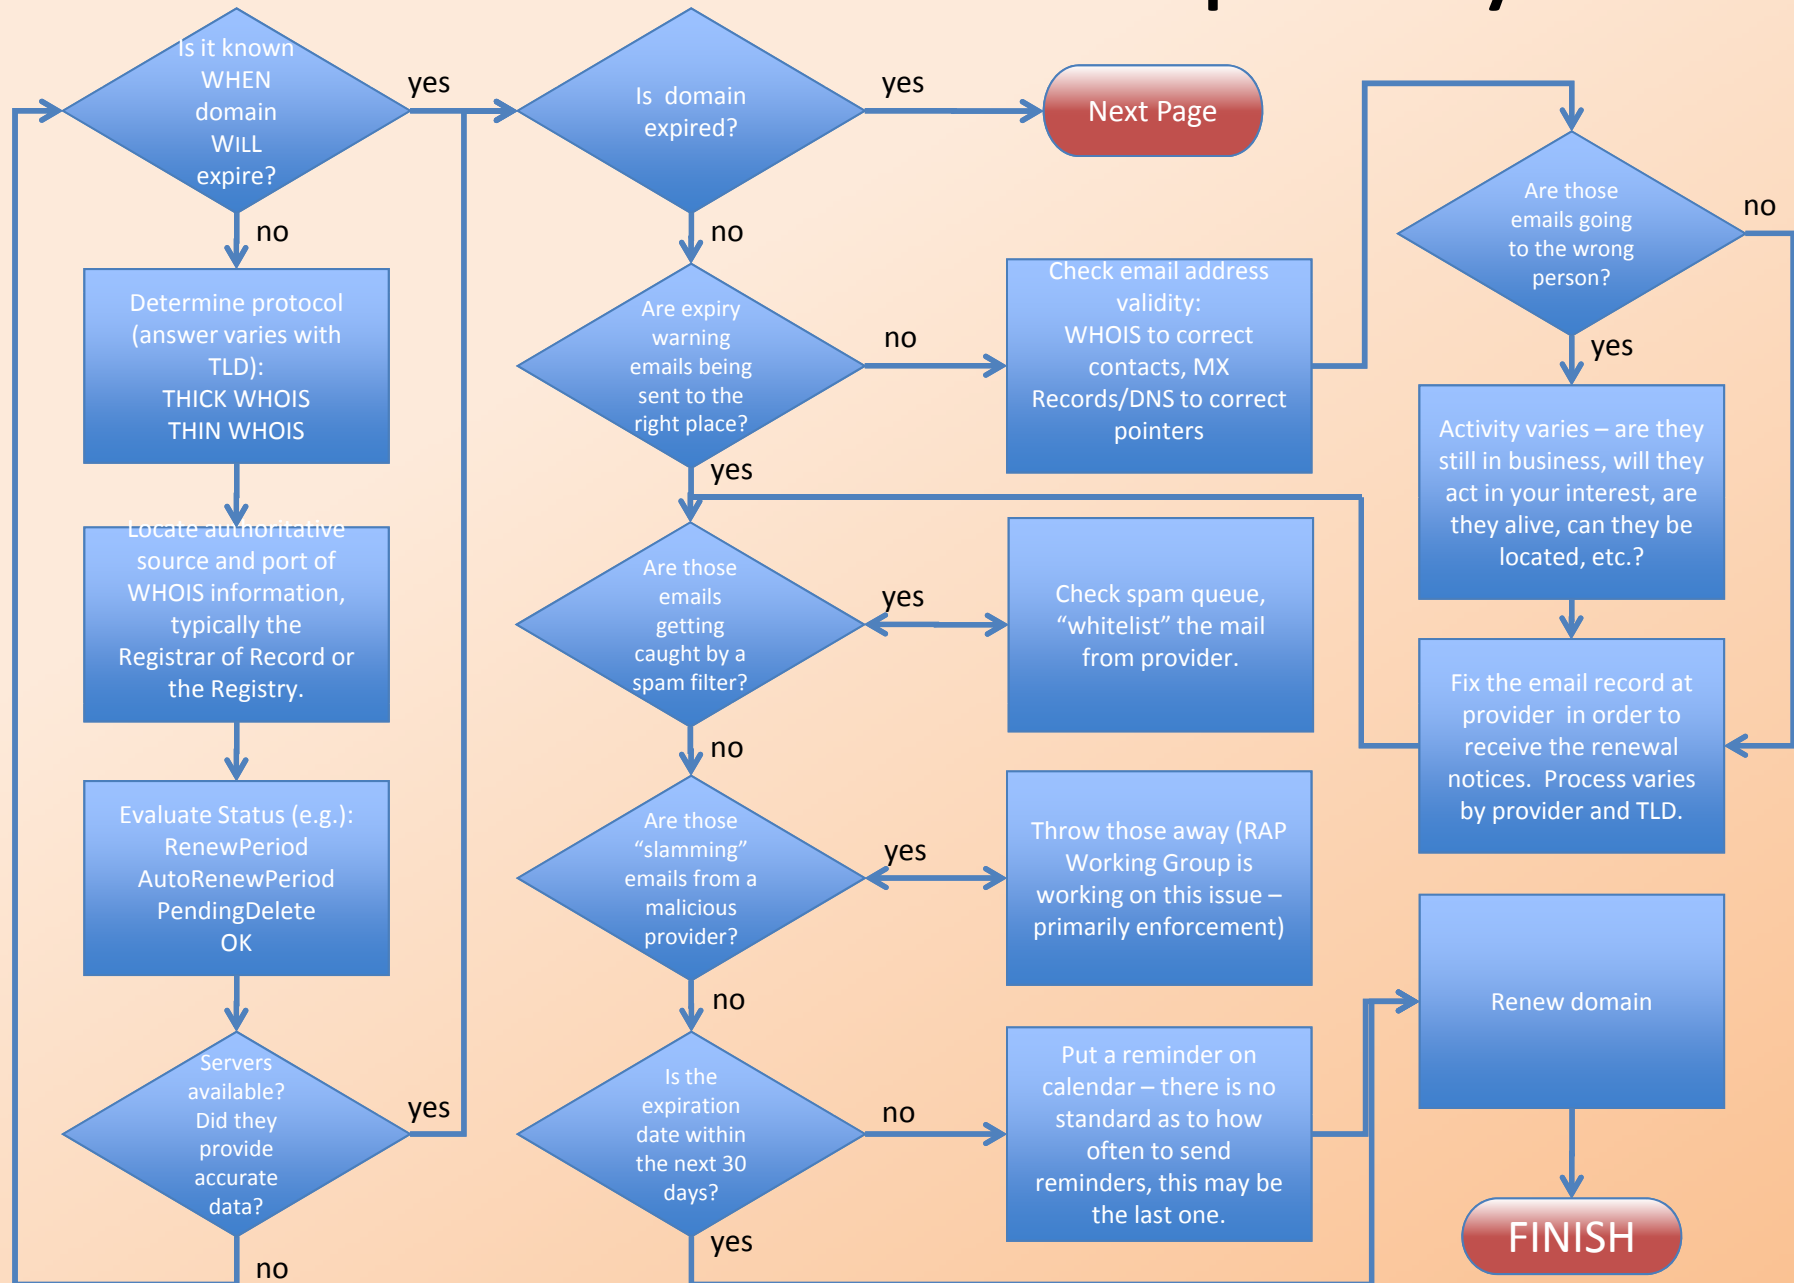 Is it known
WHEN
domain
WILL
expire?
yes
no
Determine protocol
(answer varies with
TLD):
THICK WHOIS
THIN WHOIS
Locate authoritative
source and port of
WHOIS information,
typically the
Registrar of Record or
the Registry.
Evaluate Status (e.g.):
RenewPeriod
AutoRenewPeriod
PendingDelete
OK
Servers
available?
Did they
provide
accurate
data?
yes
no
Is domain
expired?
yes
Next Page
no
Are expiry
warning
emails being
sent to the
right place?
no
Check email address
validity:
WHOIS to correct
contacts, MX
Records/DNS to correct
pointers
yes
Are those
emails
getting
caught by a
spam filter?
yes
Check spam queue,
“whitelist” the mail
from provider.
no
Are those
“slamming”
emails from a
malicious
provider?
yes
Throw those away (RAP
Working Group is
working on this issue –
primarily enforcement)
no
Is the
expiration
date within
the next 30
days?
no
Put a reminder on
calendar – there is no
standard as to how
often to send
reminders, this may be
the last one.
yes
Are those
emails going
to the wrong
person?
no
yes
Activity varies – are they
still in business, will they
act in your interest, are
they alive, can they be
located, etc.?
Fix the email record at
provider in order to
receive the renewal
notices. Process varies
by provider and TLD.
Renew domain
FINISH